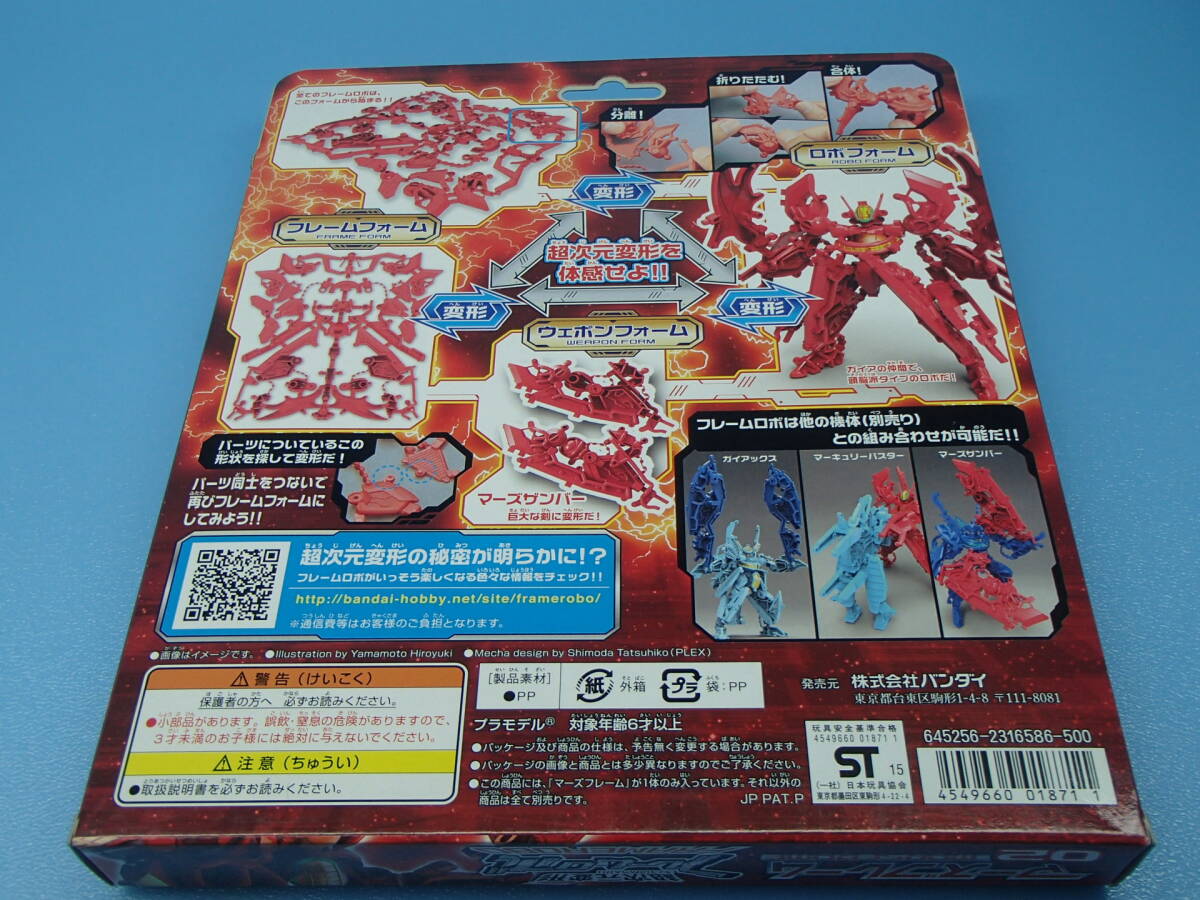 全てのフレームロボは、
このフォームから始まる!!
分離!
折りたたむ!
合体!
ロボフォーム
ROBO FORM
変形
フレームフォーム
FRAME FORM
超次元変形を
体感せよ!!
変形
変形
ウェポンフォーム
WEAPON FORM
ガイアの仲間で、
頭脳派タイプのロボだ!
パーツについているこの
形状を探して変形だ!
パーツ同士をつないで
再びフレームフォームに
してみよう!!
マーズザンバー
巨大な剣に変形だ!
フレームロボは他の機体(別売り)
との組み合わせが可能だ!!
ガイアックス
マーキュリーバスター
マーズザンバー
超次元変形の秘密が明らかに!?
フレームロボがいっそう楽しくなる色々な情報をチェック!!
http://bandai-hobby.net/site/framerobo/
※通信費等はお客様のご負担となります。
●画像はイメージです。 ●Illustration by Yamamoto Hiroyuki ●Mecha design by Shimoda Tatsuhiko(PLEX)
警告(けいこく)
保護者の方へ 必ずお読みください。
●小部品があります。誤飲・窒息の危険がありますので、
3才未満のお子様には絶対に与えないでください。
注意(ちゅうい)
●取扱説明書を必ずお読みください。
[製品素材]
●PP
紙
外箱
プラ
袋:PP
プラモデル® 対象年齢6才以上
●パッケージ及び商品の仕様は、予告無く変更する場合があります。
●パッケージの画像と商品とは多少異なりますのでご了承ください。
●この商品には、「マーズフレーム」が1体のみ入っています。それ以外の
商品は全て別売りです。
JP PAT.P
発売元 株式会社バンダイ
東京都台東区駒形1-4-8 〒111-8081
玩具安全基準合格
4549660 01871 1
ST 15
(一社)日本玩具協会
東京都墨田区東駒形4-22-4
645256-2316586-500
4549660 01871 1
02
マーズフレーム